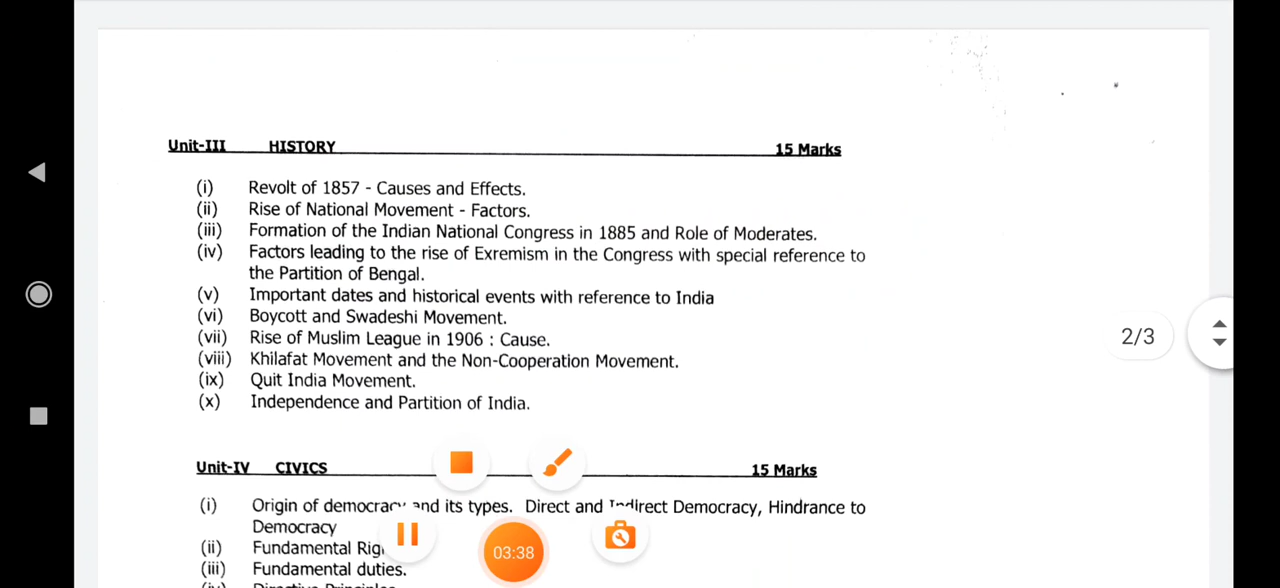 Unit-III HISTORY 15 Marks
(i) Revolt of 1857 - Causes and Effects.
(ii) Rise of National Movement - Factors.
(iii) Formation of the Indian National Congress in 1885 and Role of Moderates.
(iv) Factors leading to the rise of Exremism in the Congress with special reference to
the Partition of Bengal.
(v) Important dates and historical events with reference to India
(vi) Boycott and Swadeshi Movement.
(vii) Rise of Muslim League in 1906 : Cause.
2/3
(viii) Khilafat Movement and the Non-Cooperation Movement.
(ix) Quit India Movement.
(x) Independence and Partition of India.
Unit-IV CIVICS 15 Marks
(i) Origin of democracy and its types. Direct and Indirect Democracy, Hindrance to
Democracy
(ii) Fundamental
03:38
(iii) Fundamental duties.